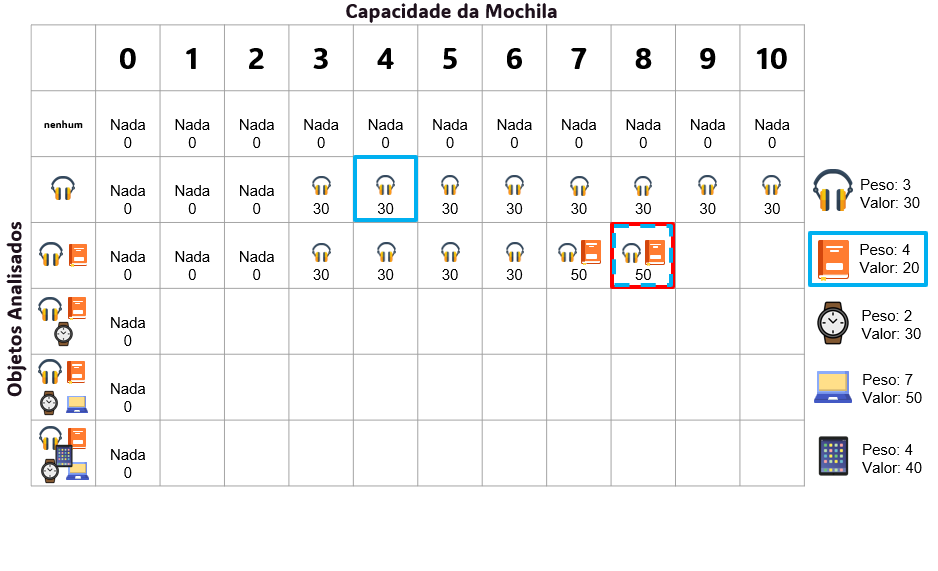 Capacidade da Mochila
0 1 2 3 4 5 6 7 8 9 10
Objetos Analisados
nenhum
Nada Nada Nada Nada Nada Nada Nada Nada Nada Nada Nada
0 0 0 0 0 0 0 0 0 0 0
Nada Nada Nada
0 0 0 30 30 30 30 30 30 30 30
Nada Nada Nada
0 0 0 30 30 30 30 50 50
Nada
0
Nada
0
Nada
0
Peso: 3
Valor: 30
Peso: 4
Valor: 20
Peso: 2
Valor: 30
Peso: 7
Valor: 50
Peso: 4
Valor: 40